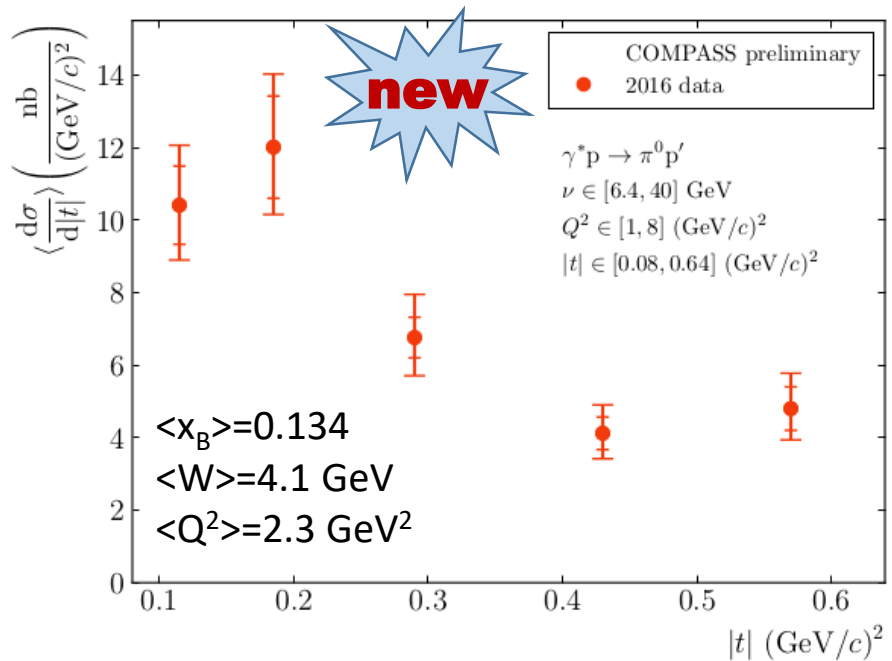 ⟨dσ/d|t|⟩ (nb/(GeV/c)²)
14
12
10
8
6
4
2
0
new
COMPASS preliminary
2016 data
γ*p → π⁰p′
ν ∈ [6.4, 40] GeV
Q² ∈ [1, 8] (GeV/c)²
|t| ∈ [0.08, 0.64] (GeV/c)²
<x_B>=0.134
<W>=4.1 GeV
<Q²>=2.3 GeV²
0.1 0.2 0.3 0.4 0.5 0.6
|t| (GeV/c)²